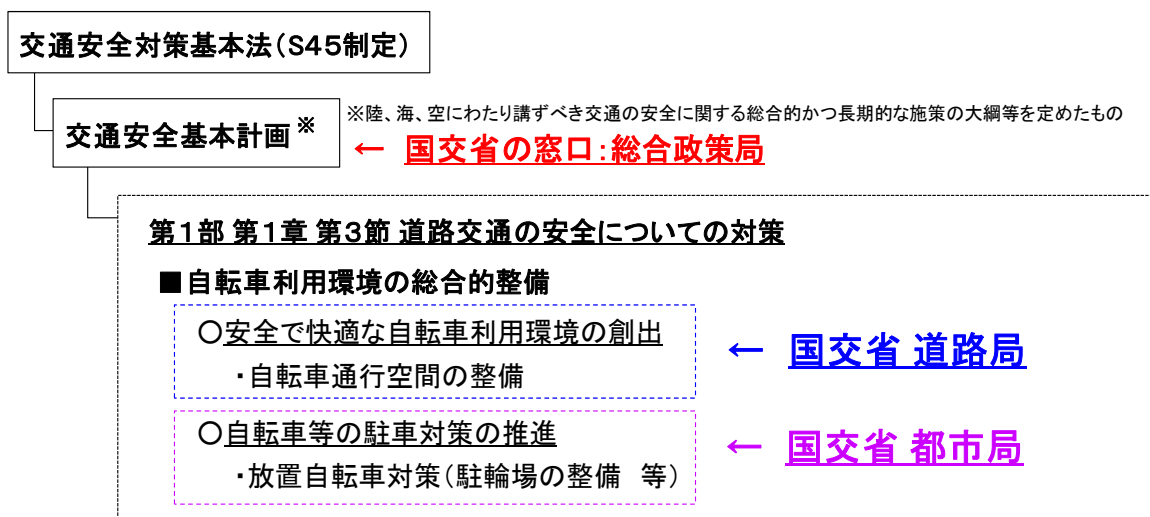 交通安全対策基本法（S45制定）
交通安全基本計画※
※陸、海、空にわたり講ずべき交通の安全に関する総合的かつ長期的な施策の大綱等を定めたもの
← 国交省の窓口：総合政策局
第１部 第１章 第３節 道路交通の安全についての対策
■自転車利用環境の総合的整備
○安全で快適な自転車利用環境の創出
・自転車通行空間の整備
← 国交省 道路局
○自転車等の駐車対策の推進
・放置自転車対策（駐輪場の整備　等）
← 国交省 都市局